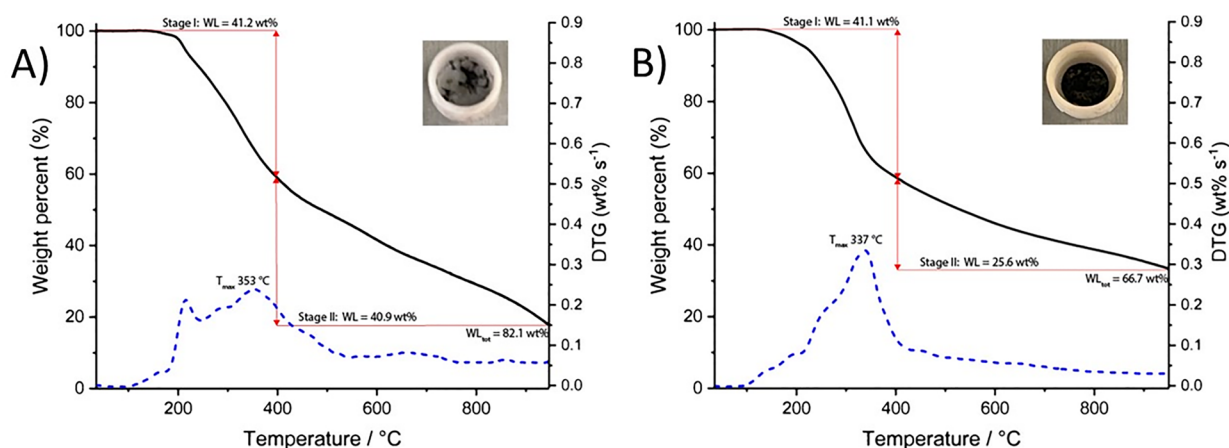 A)
Stage I: WL = 41.2 wt%
100
80
60
40
20
0
Weight percent (%)
0.9
0.8
0.7
0.6
0.5
0.4
0.3
0.2
0.1
0.0
DTG (wt% s⁻¹)
Tmax 353 °C
Stage II: WL = 40.9 wt%
WLtot = 82.1 wt%
200 400 600 800
Temperature / °C
B)
Stage I: WL = 41.1 wt%
100
80
60
40
20
0
Weight percent (%)
0.9
0.8
0.7
0.6
0.5
0.4
0.3
0.2
0.1
0.0
DTG (wt% s⁻¹)
Tmax 337 °C
Stage II: WL = 25.6 wt%
WLtot = 66.7 wt%
200 400 600 800
Temperature / °C